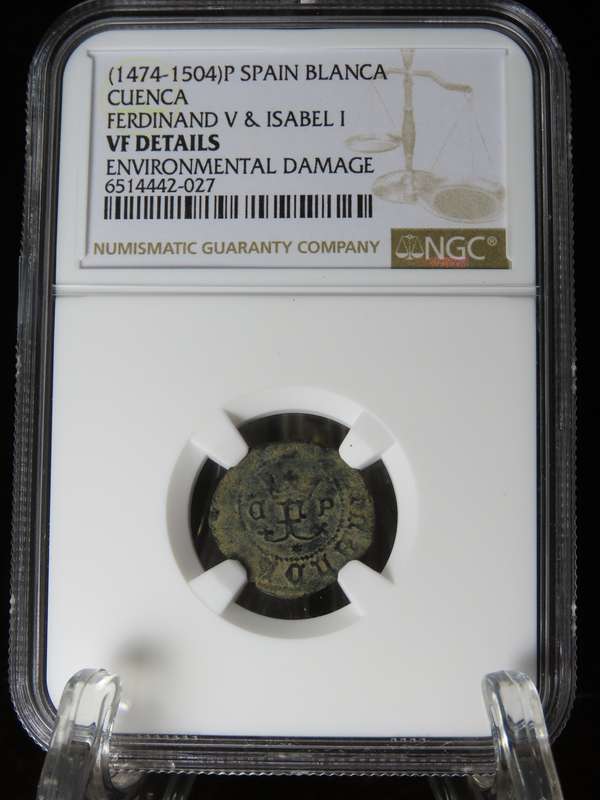 (1474-1504)P SPAIN BLANCA
CUENCA
FERDINAND V & ISABEL I
VF DETAILS
ENVIRONMENTAL DAMAGE
6514442-027
NUMISMATIC GUARANTY COMPANY
NGC®
P